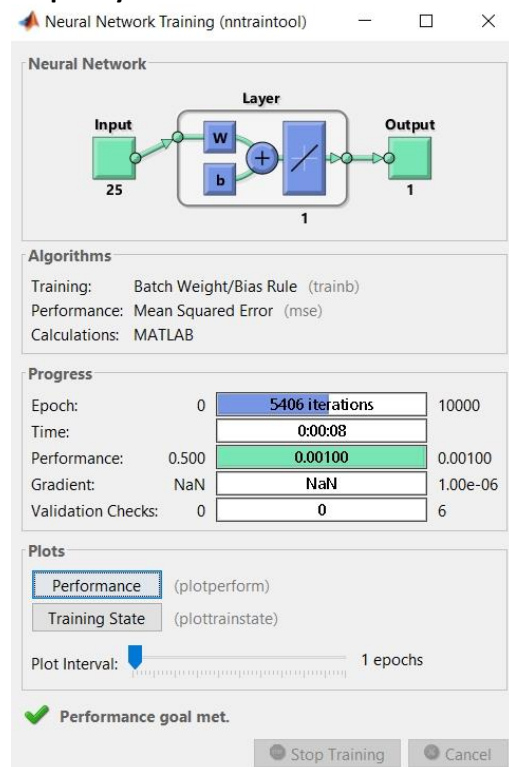 Neural Network Training (nntraintool)
Neural Network
Layer
Input
Output
W
b
25
1
1
Algorithms
Training: Batch Weight/Bias Rule (trainb)
Performance: Mean Squared Error (mse)
Calculations: MATLAB
Progress
Epoch: 0 5406 iterations 10000
Time: 0:00:08
Performance: 0.500 0.00100 0.00100
Gradient: NaN NaN 1.00e-06
Validation Checks: 0 0 6
Plots
Performance (plotperform)
Training State (plottrainstate)
Plot Interval: 1 epochs
Performance goal met.
Stop Training Cancel